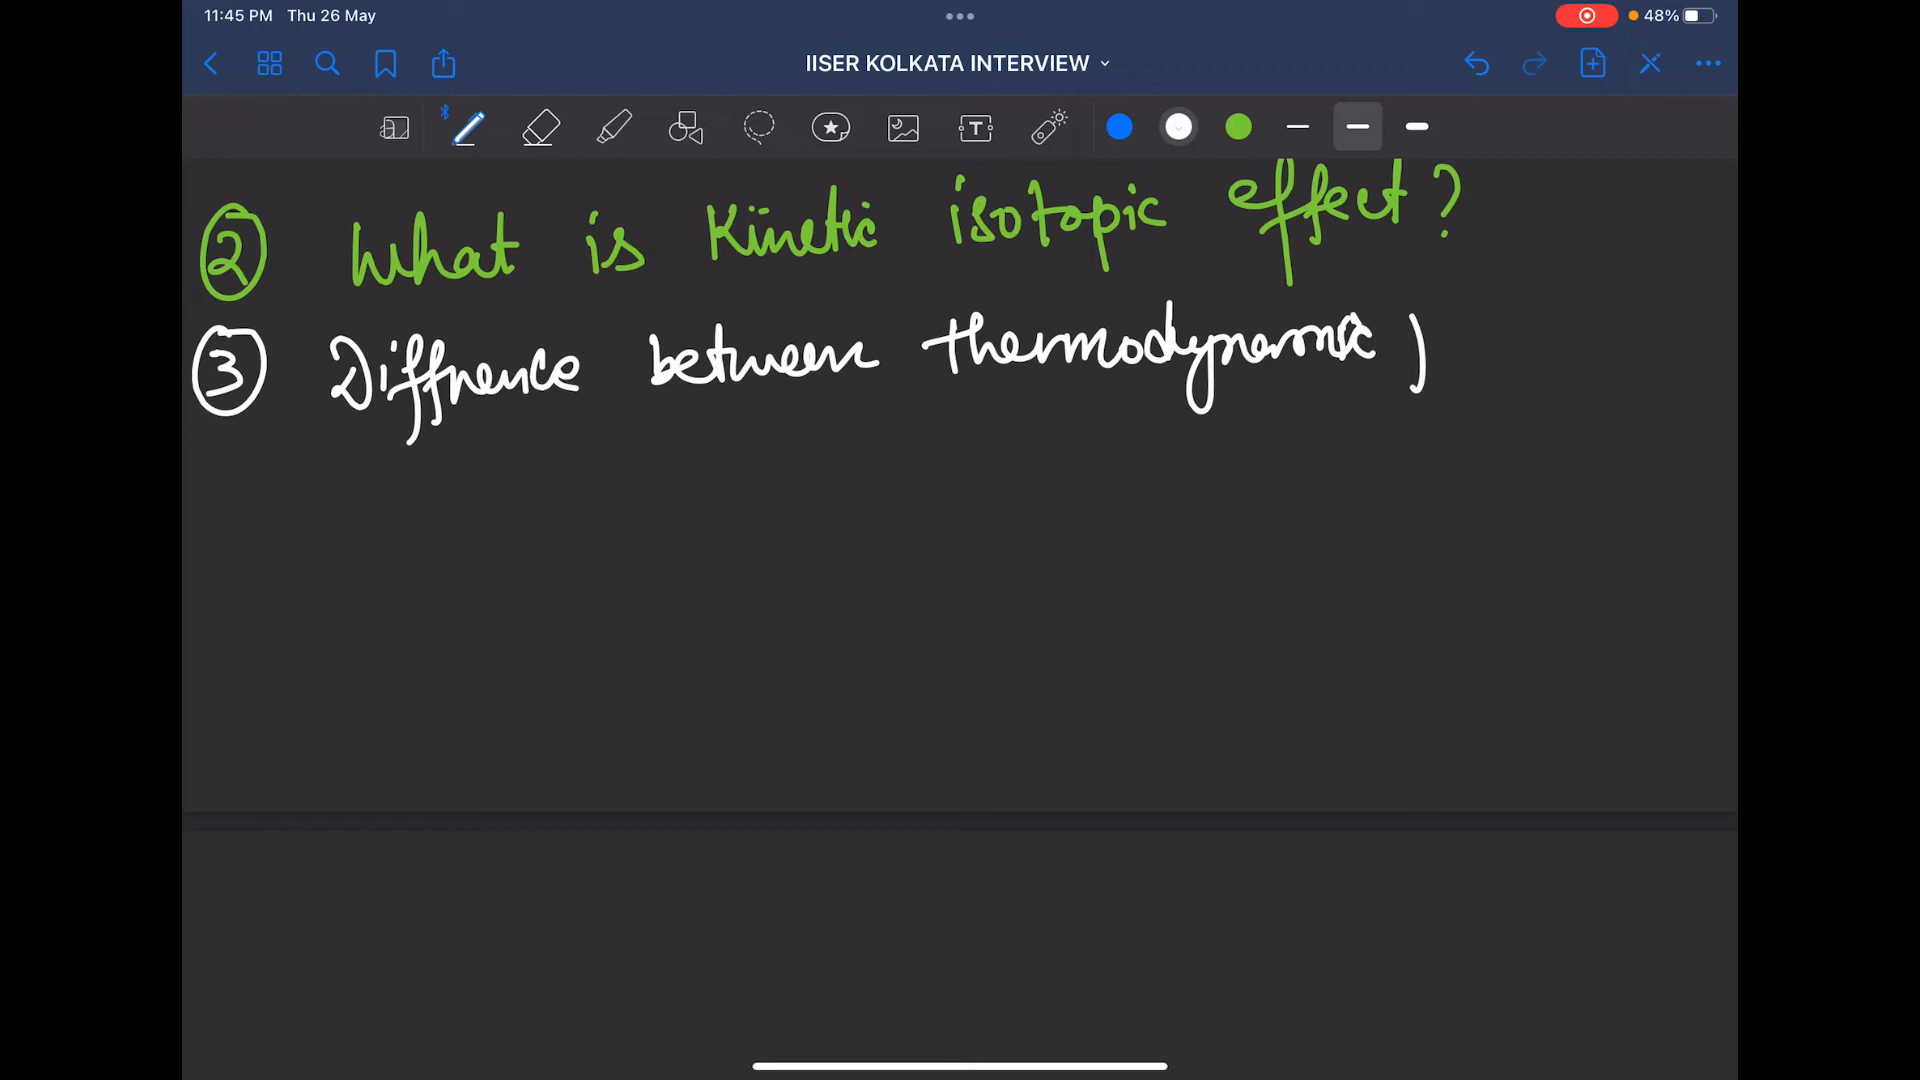 11:45 PM Thu 26 May
48%
IISER KOLKATA INTERVIEW
② What is Kinetic isotopic effect?
③ Diffrence between thermodynamic )